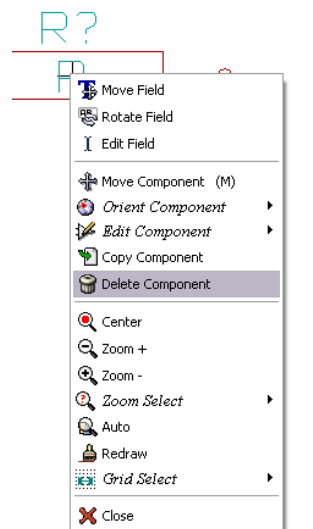 R?
R
Move Field
Rotate Field
Edit Field
Move Component (M)
Orient Component
Edit Component
Copy Component
Delete Component
Center
Zoom +
Zoom -
Zoom Select
Auto
Redraw
Grid Select
Close